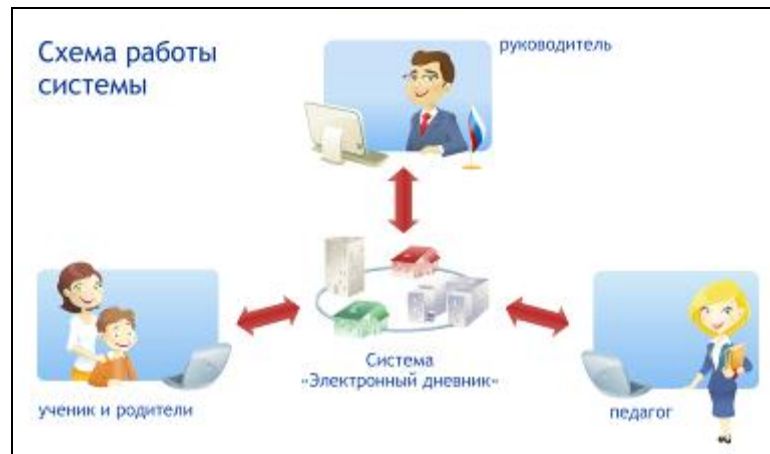 Схема работы
системы
руководитель
Система
«Электронный дневник»
ученик и родители
педагог